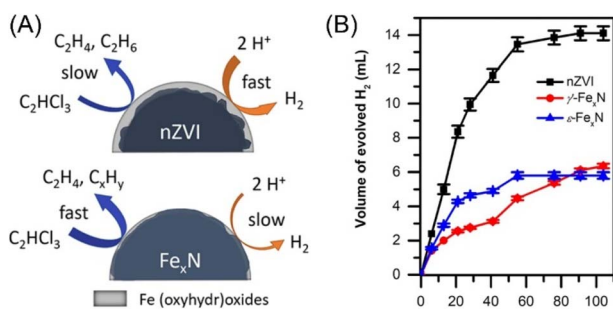 (A)
C₂H₄, C₂H₆
slow
C₂HCl₃
2 H⁺
fast
H₂
nZVI
C₂H₄, CₓHᵧ
fast
C₂HCl₃
2 H⁺
slow
H₂
FeₓN
Fe (oxyhydr)oxides
(B)
Volume of evolved H₂ (mL)
14
12
10
8
6
4
2
0
nZVI
γ'-FeₓN
ε-FeₓN
0 20 40 60 80 100